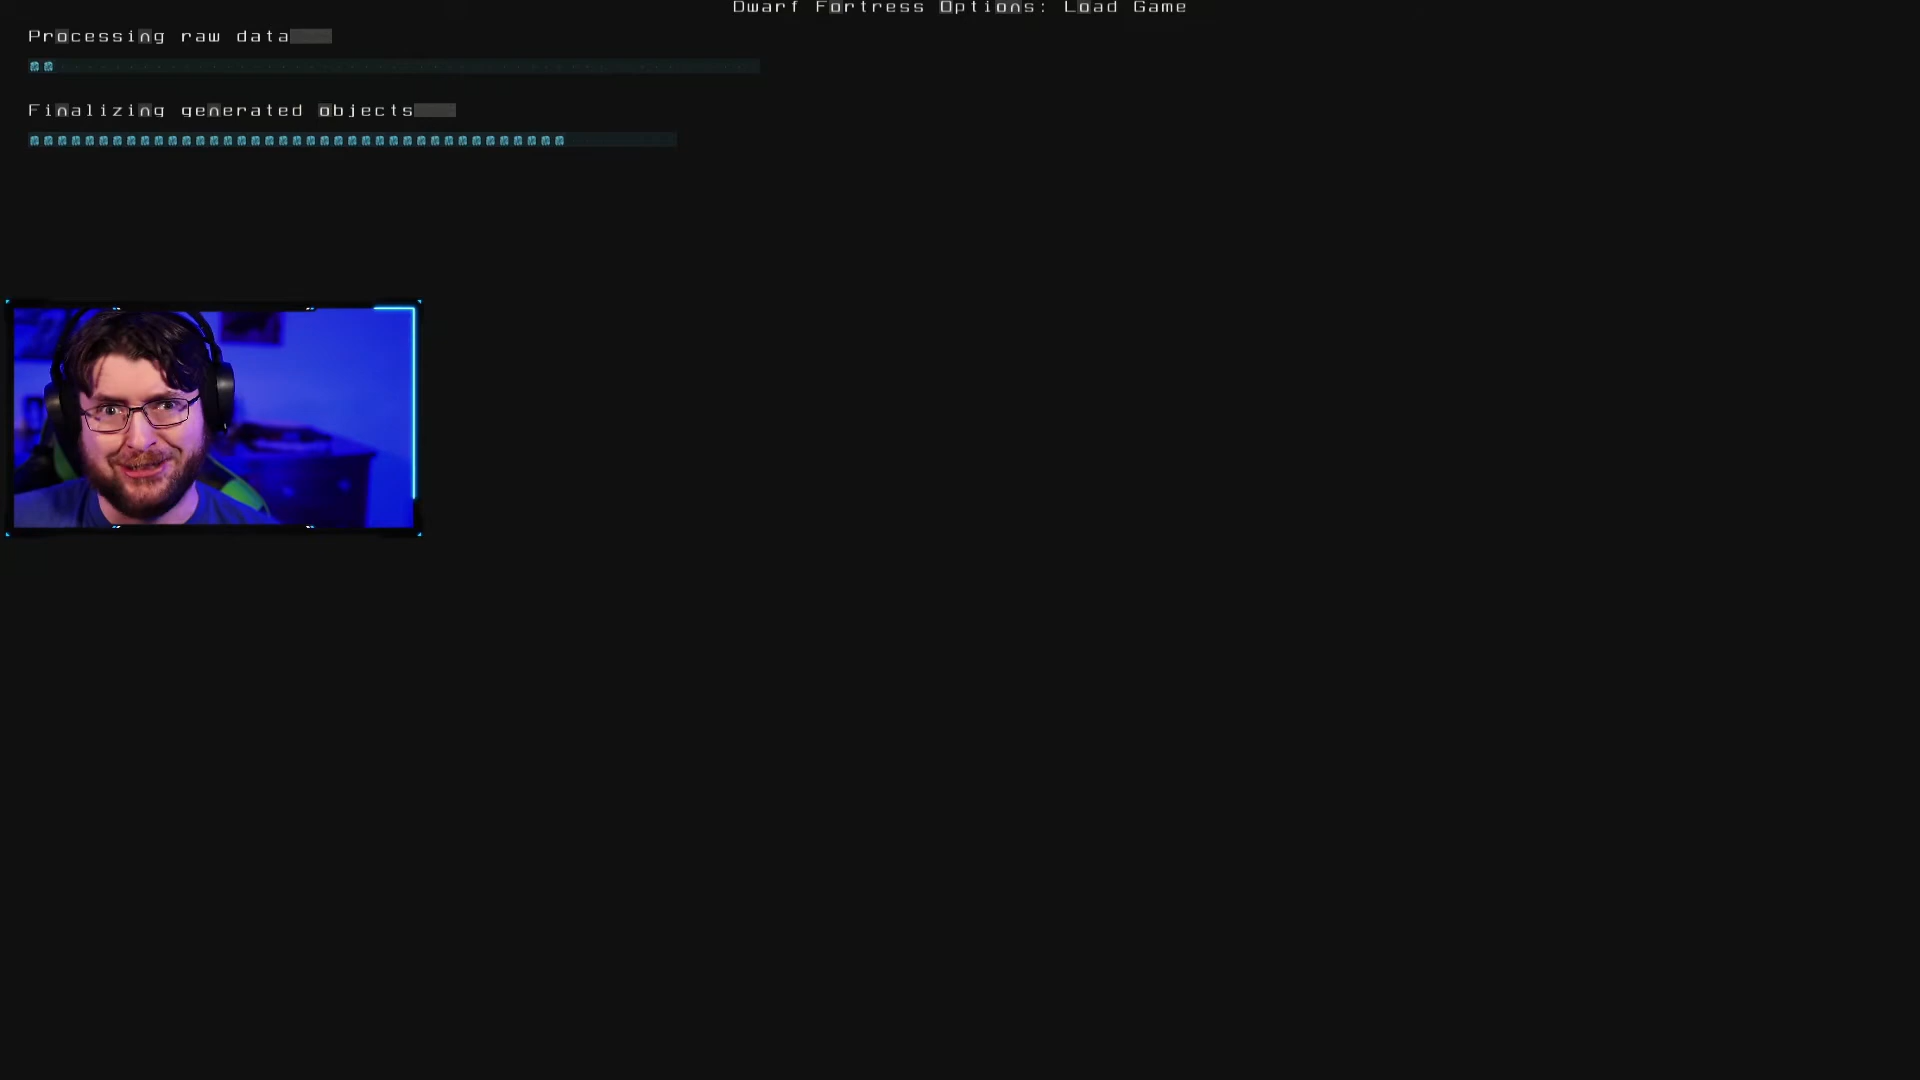 Dwarf Fortress Options: Load Game
Processing raw data
Finalizing generated objects